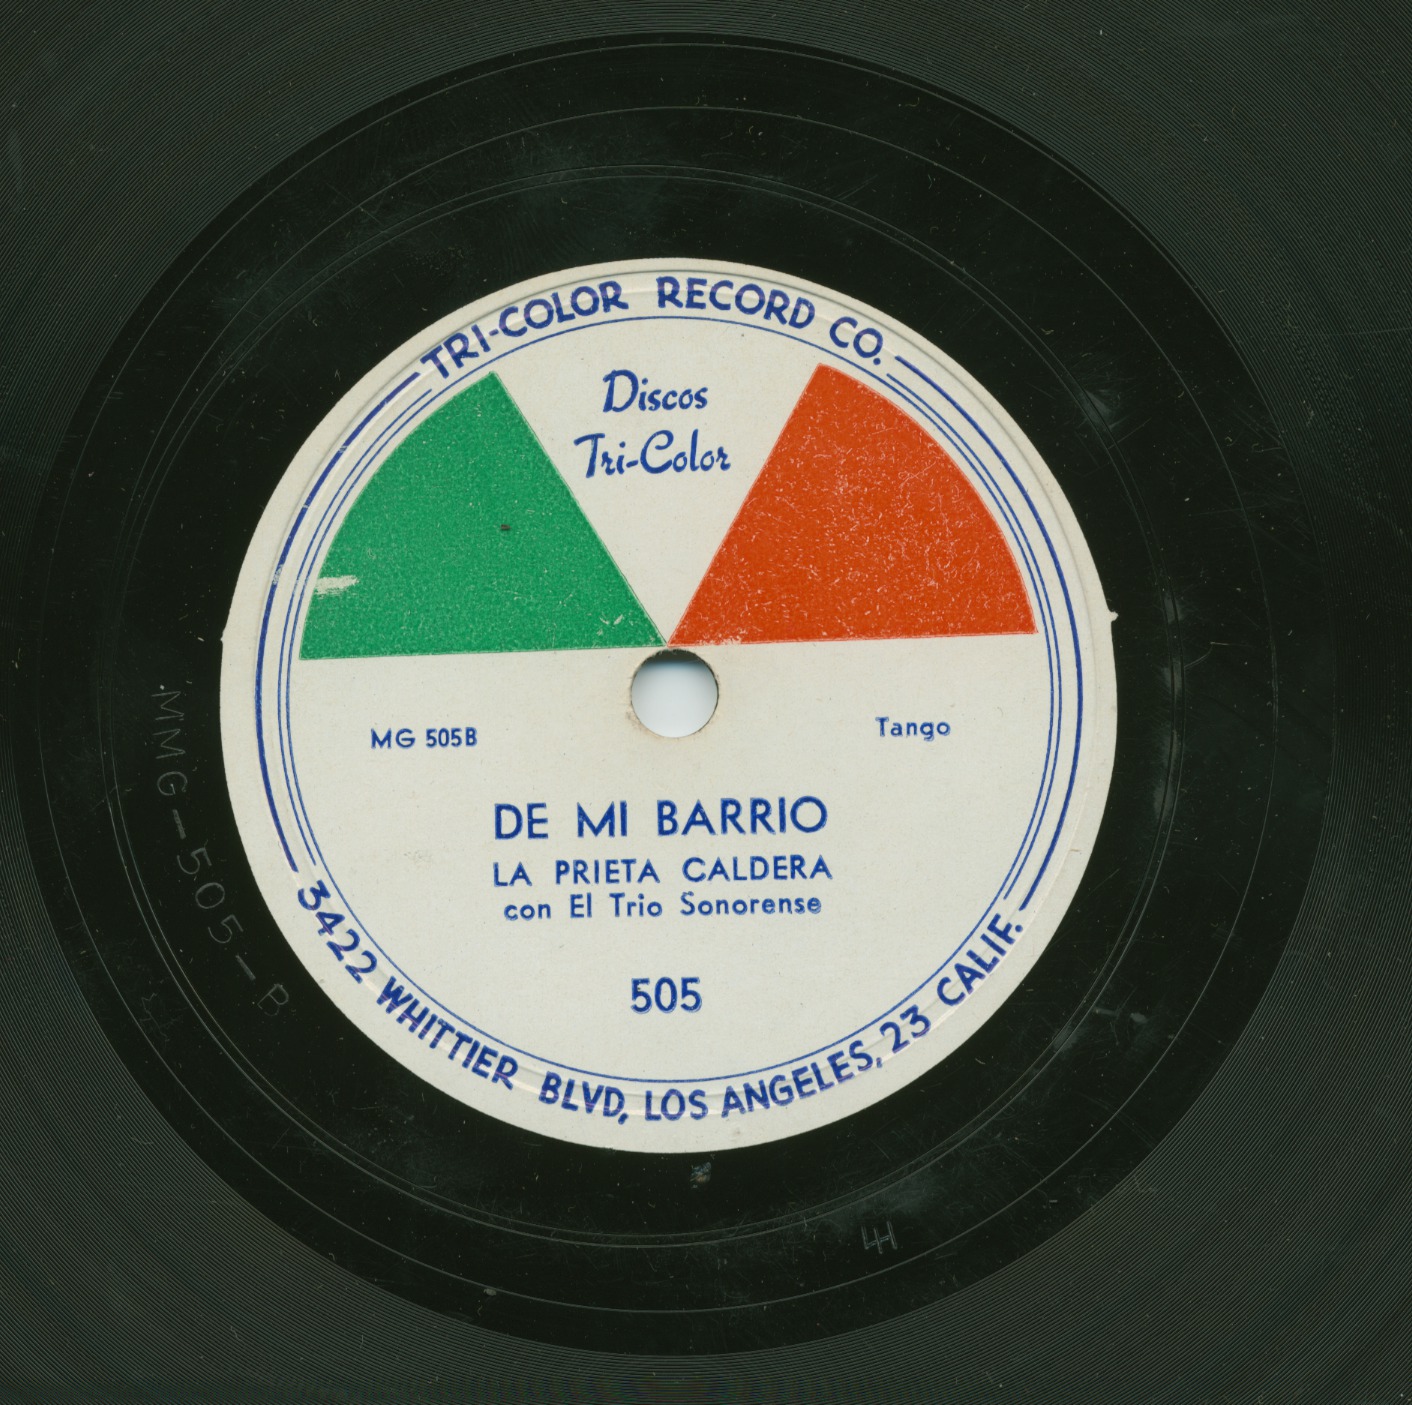 TRI-COLOR RECORD CO.
Discos
Tri-Color
MG 505B
Tango
DE MI BARRIO
LA PRIETA CALDERA
con El Trio Sonorense
505
3422 WHITTIER BLVD, LOS ANGELES, 23 CALIF.
MMG-505-B